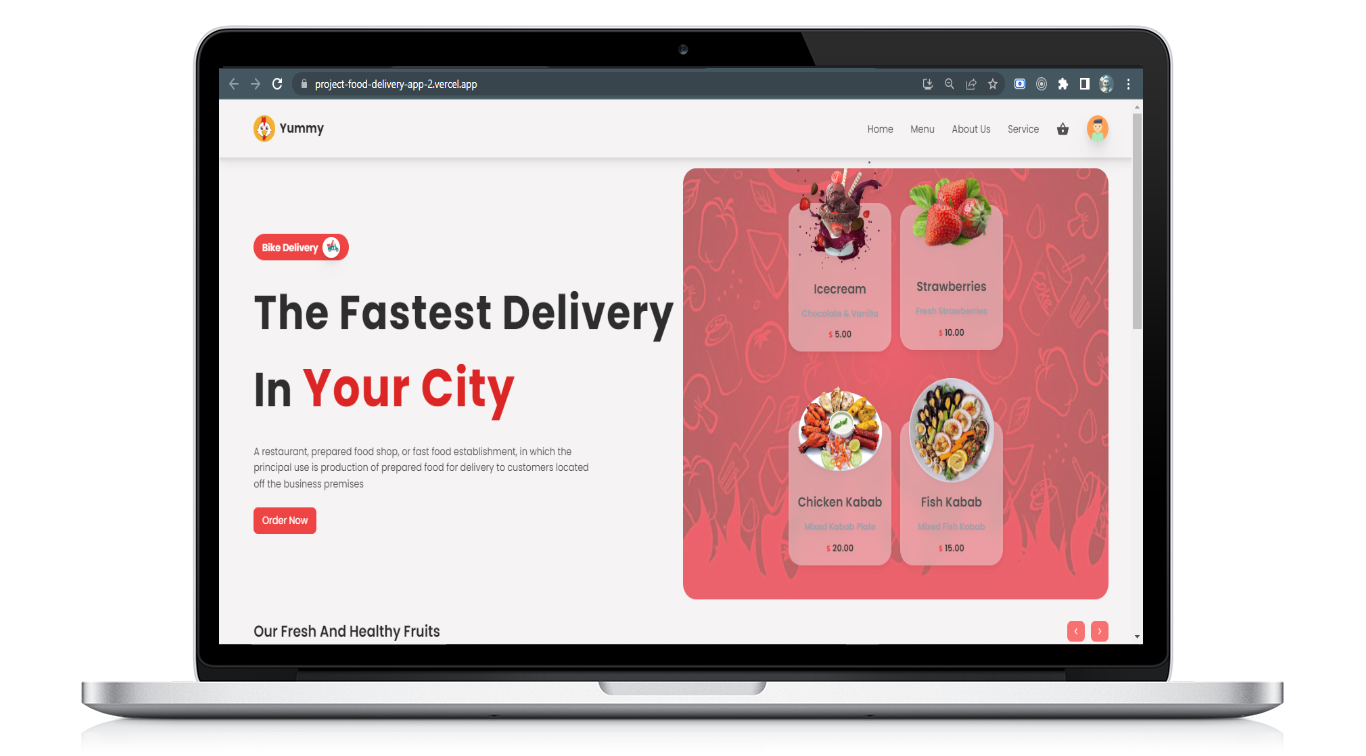 project-food-delivery-app-2.vercel.app
Yummy
Home Menu About Us Service
Bike Delivery
The Fastest Delivery
In Your City
A restaurant, prepared food shop, or fast food establishment, in which the
principal use is production of prepared food for delivery to customers located
off the business premises
Order Now
Icecream
Chocolate & Vanilla
$ 5.00
Strawberries
Fresh Strawberries
$ 10.00
Chicken Kabab
Mixed Kabab Plate
$ 20.00
Fish Kabab
Mixed Fish Kabab
$ 15.00
Our Fresh And Healthy Fruits